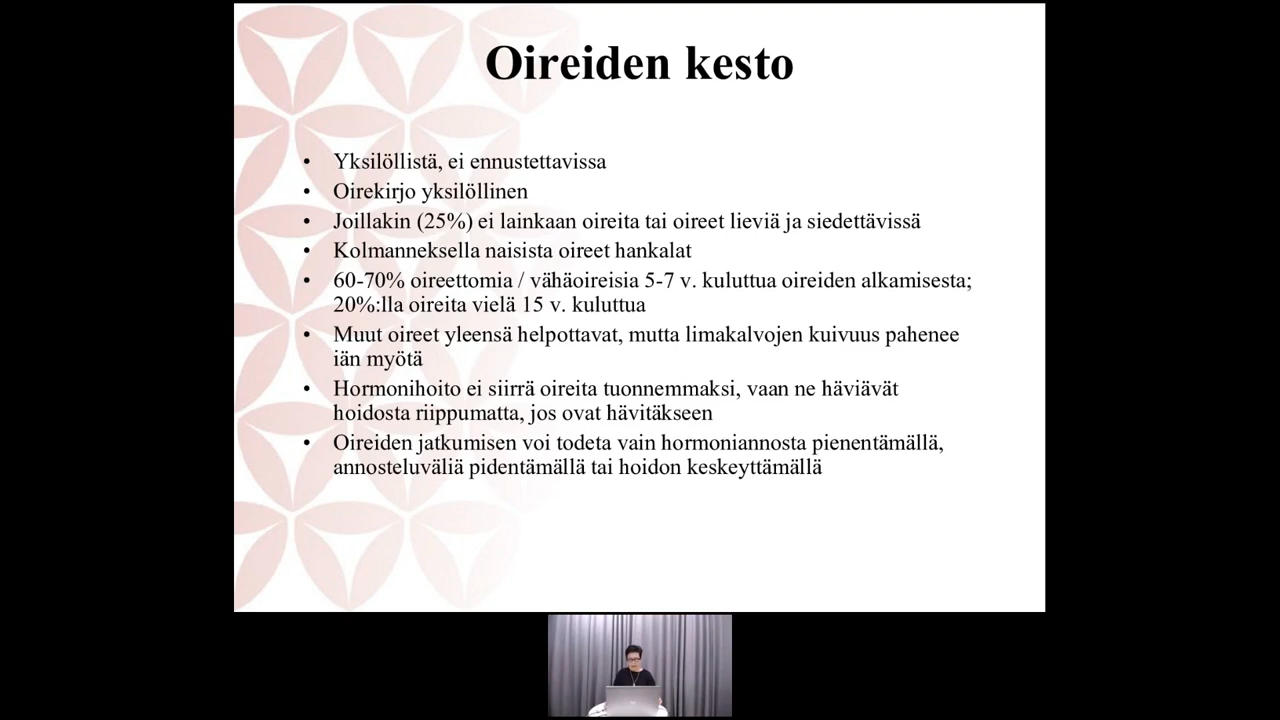 Oireiden kesto
• Yksilöllistä, ei ennustettavissa
• Oirekirjo yksilöllinen
• Joillakin (25%) ei lainkaan oireita tai oireet lieviä ja siedettävissä
• Kolmanneksella naisista oireet hankalat
• 60-70% oireettomia / vähäoireisia 5-7 v. kuluttua oireiden alkamisesta;
20%:lla oireita vielä 15 v. kuluttua
• Muut oireet yleensä helpottavat, mutta limakalvojen kuivuus pahenee
iän myötä
• Hormonihoito ei siirrä oireita tuonnemmaksi, vaan ne häviävät
hoidosta riippumatta, jos ovat hävitäkseen
• Oireiden jatkumisen voi todeta vain hormoniannosta pienentämällä,
annosteluväliä pidentämällä tai hoidon keskeyttämällä